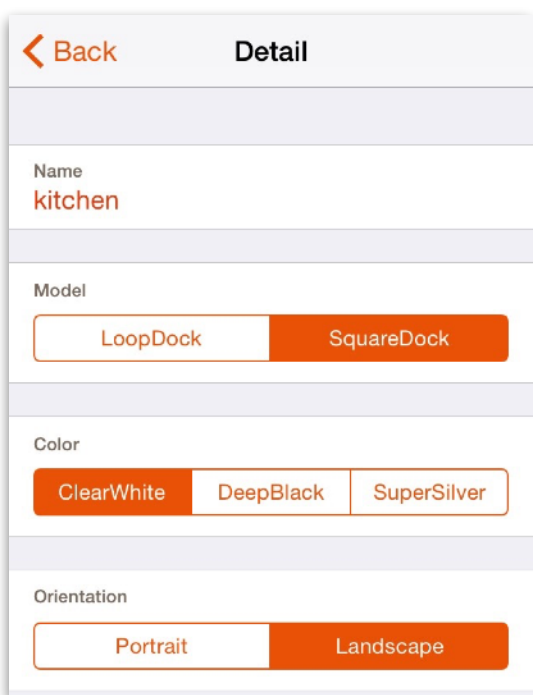 Back Detail
Name
kitchen
Model
LoopDock SquareDock
Color
ClearWhite DeepBlack SuperSilver
Orientation
Portrait Landscape